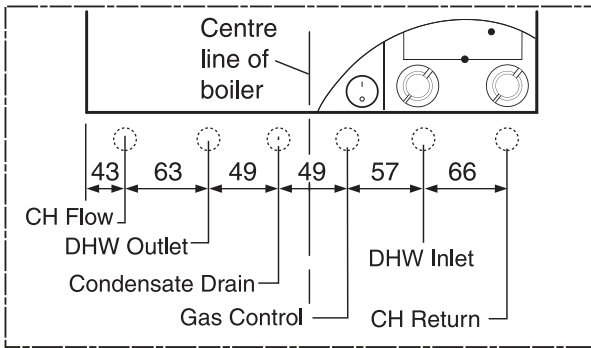 Centre
line of
boiler
43 63 49 49 57 66
CH Flow
DHW Outlet
DHW Inlet
Condensate Drain
Gas Control
CH Return